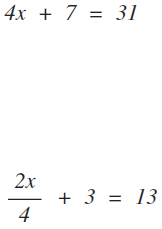 4x + 7 = 31
2x/4 + 3 = 13